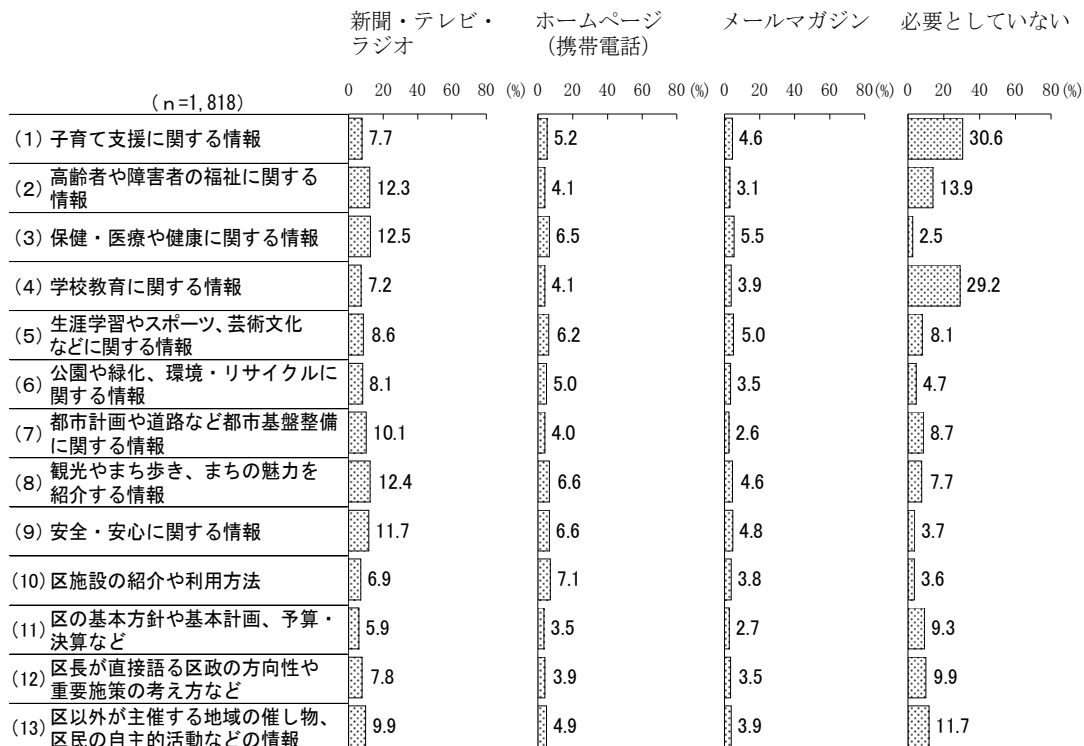 新聞・テレビ・ ホームページ メールマガジン 必要としていない
ラジオ （携帯電話）
0 20 40 60 80 (%) 0 20 40 60 80 (%) 0 20 40 60 80 (%) 0 20 40 60 80 (%)
（n=1,818）
（1）子育て支援に関する情報 7.7 5.2 4.6 30.6
（2）高齢者や障害者の福祉に関する
情報 12.3 4.1 3.1 13.9
（3）保健・医療や健康に関する情報 12.5 6.5 5.5 2.5
（4）学校教育に関する情報 7.2 4.1 3.9 29.2
（5）生涯学習やスポーツ、芸術文化
などに関する情報 8.6 6.2 5.0 8.1
（6）公園や緑化、環境・リサイクルに
関する情報 8.1 5.0 3.5 4.7
（7）都市計画や道路など都市基盤整備
に関する情報 10.1 4.0 2.6 8.7
（8）観光やまち歩き、まちの魅力を
紹介する情報 12.4 6.6 4.6 7.7
（9）安全・安心に関する情報 11.7 6.6 4.8 3.7
（10）区施設の紹介や利用方法 6.9 7.1 3.8 3.6
（11）区の基本方針や基本計画、予算・
決算など 5.9 3.5 2.7 9.3
（12）区長が直接語る区政の方向性や
重要施策の考え方など 7.8 3.9 3.5 9.9
（13）区以外が主催する地域の催し物、
区民の自主的活動などの情報 9.9 4.9 3.9 11.7